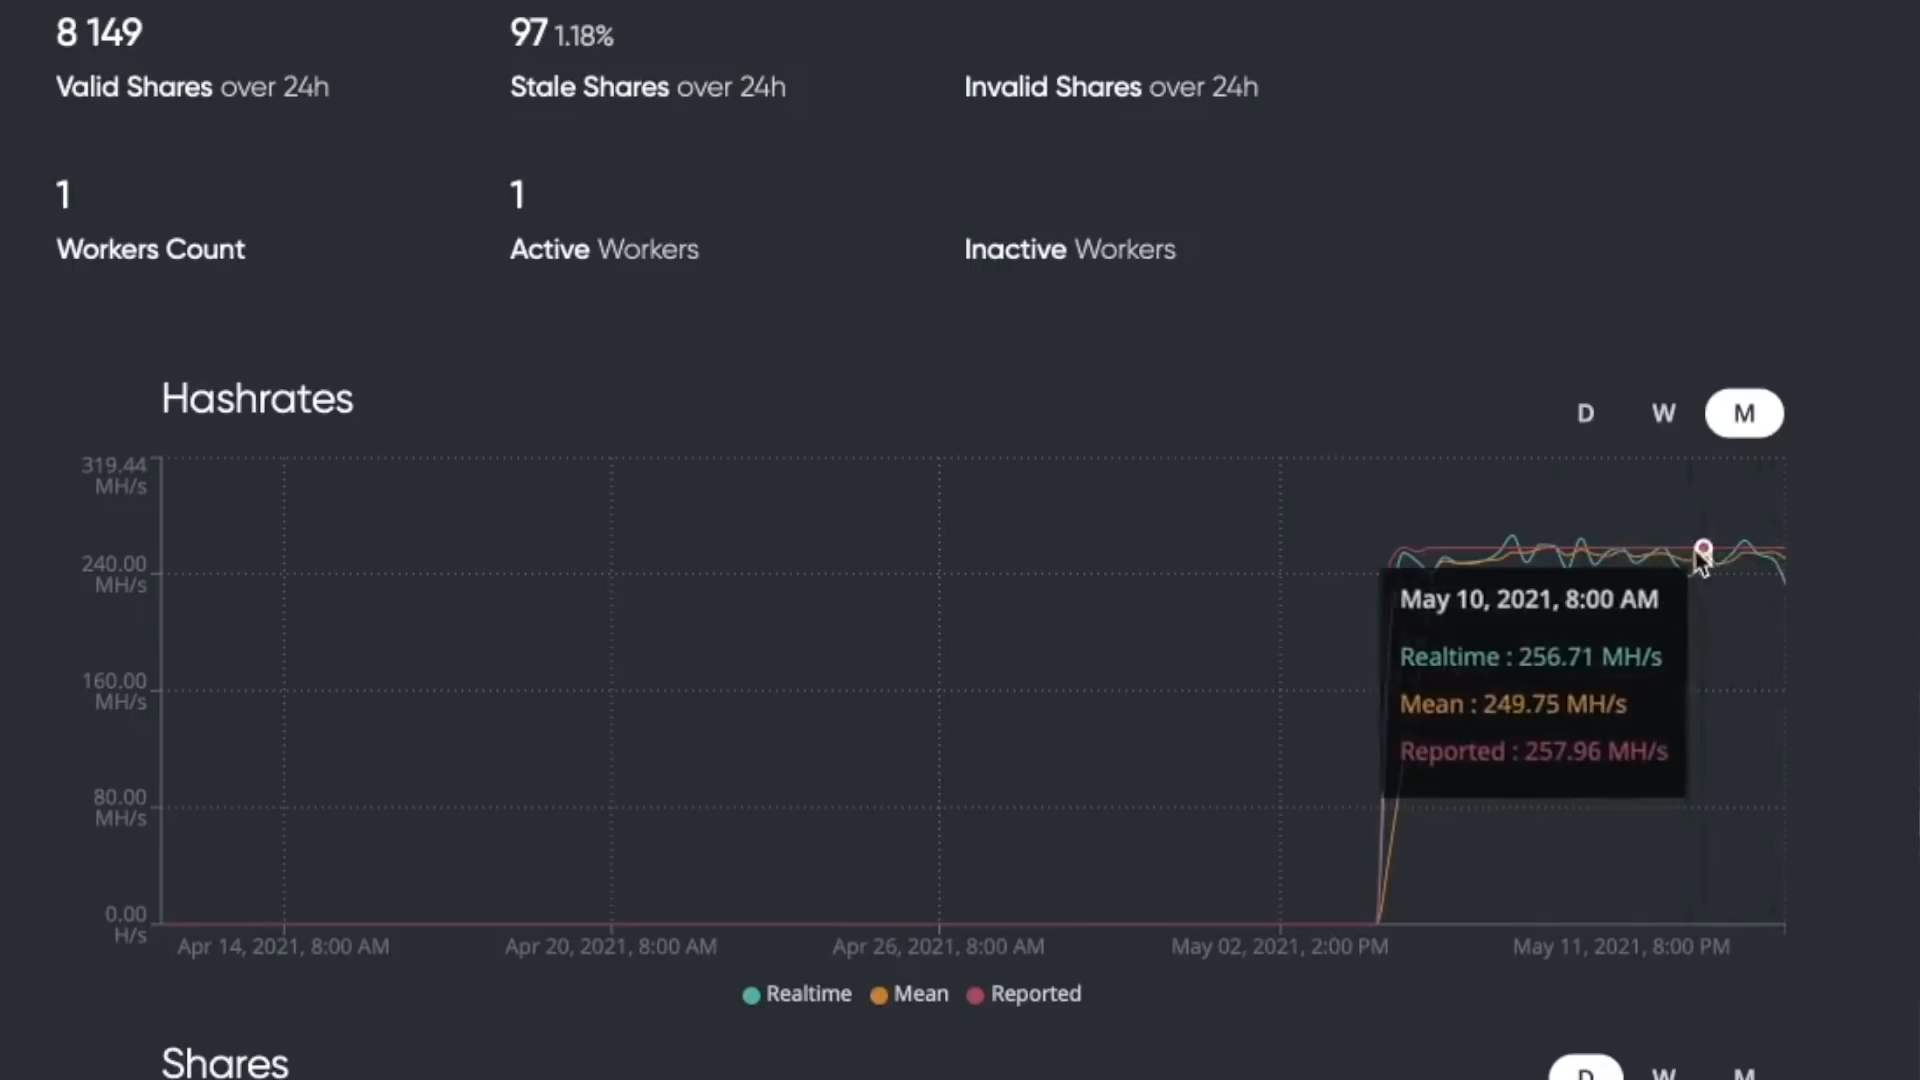 8 149
97 1.18%
Valid Shares over 24h
Stale Shares over 24h
Invalid Shares over 24h
1
1
Workers Count
Active Workers
Inactive Workers
Hashrates
D
W
M
319.44
MH/s
240.00
MH/s
160.00
MH/s
80.00
MH/s
0.00
H/s
May 10, 2021, 8:00 AM
Realtime : 256.71 MH/s
Mean : 249.75 MH/s
Reported : 257.96 MH/s
Apr 14, 2021, 8:00 AM
Apr 20, 2021, 8:00 AM
Apr 26, 2021, 8:00 AM
May 02, 2021, 2:00 PM
May 11, 2021, 8:00 PM
Realtime
Mean
Reported
Shares
D
W
M